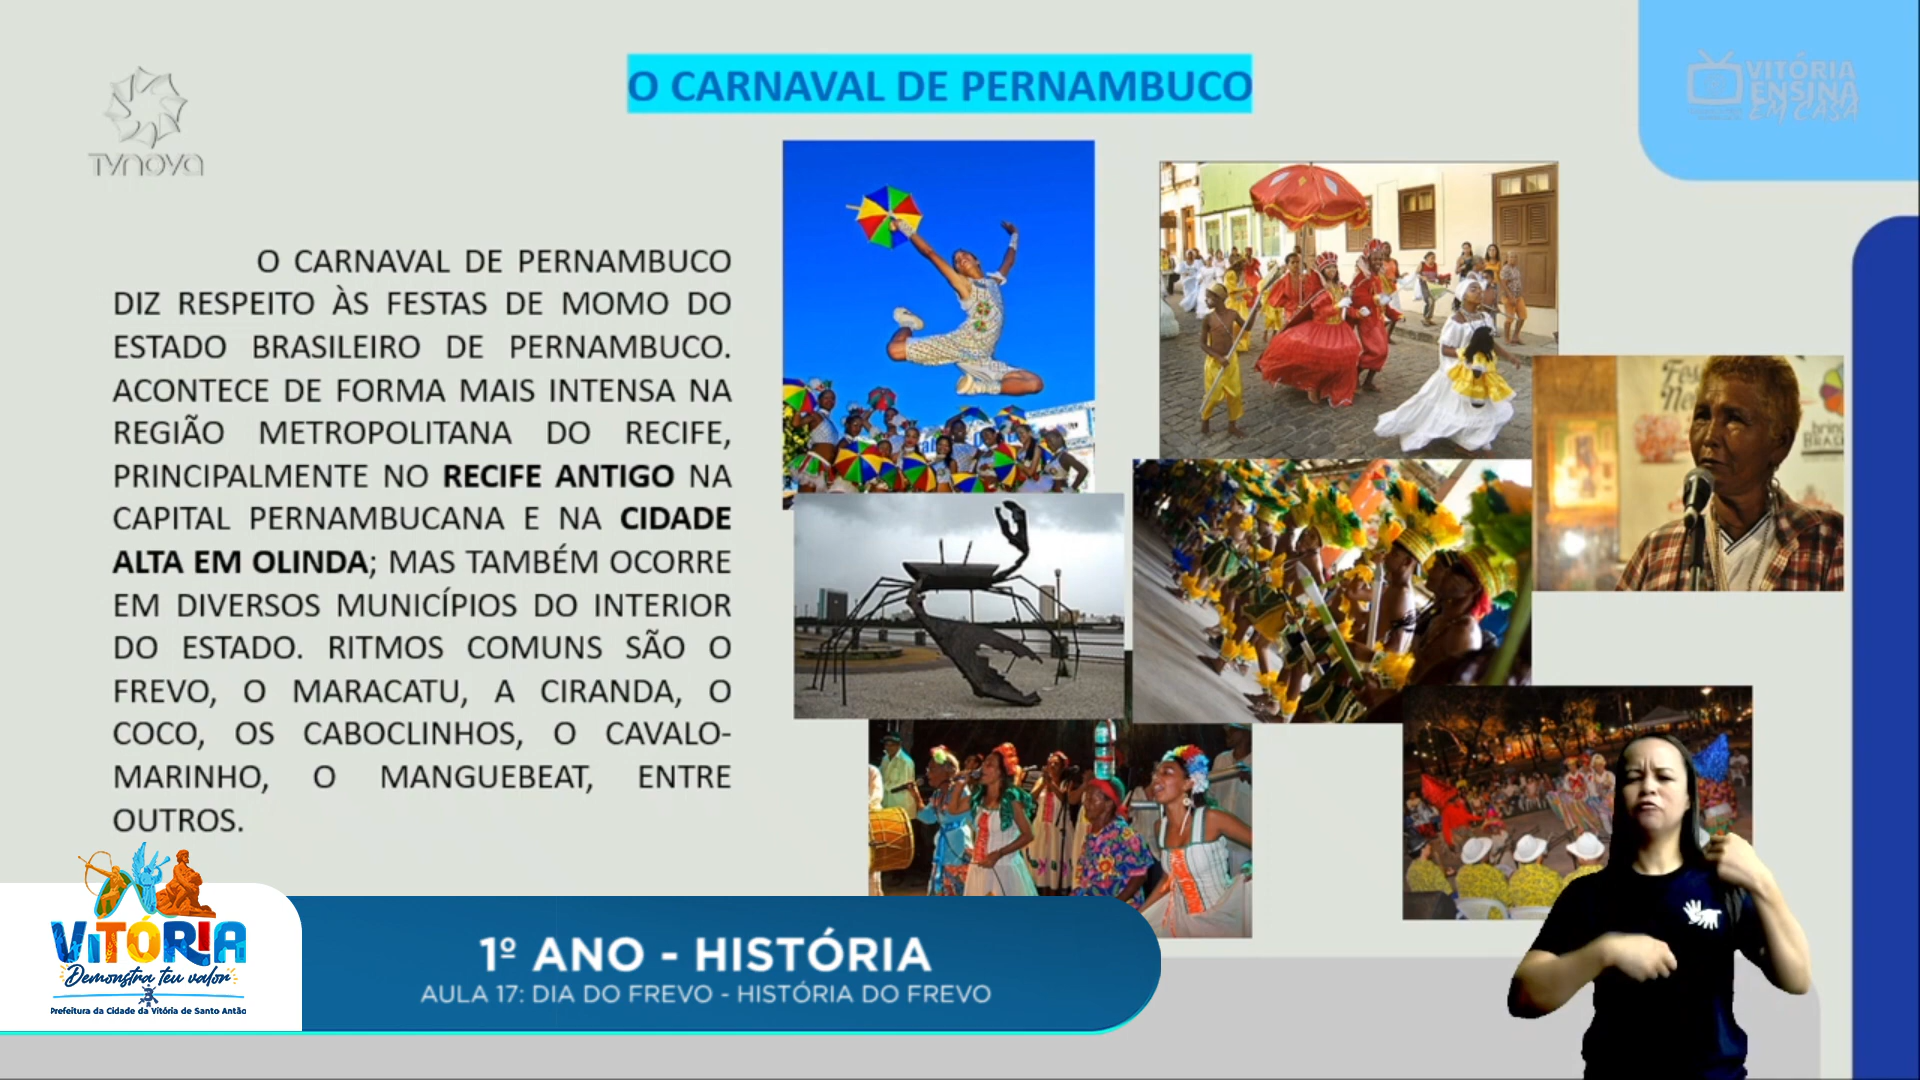 O CARNAVAL DE PERNAMBUCO
VITÓRIA
ENSINA
EM CASA
TVNOVA
O CARNAVAL DE PERNAMBUCO
DIZ RESPEITO ÀS FESTAS DE MOMO DO
ESTADO BRASILEIRO DE PERNAMBUCO.
ACONTECE DE FORMA MAIS INTENSA NA
REGIÃO METROPOLITANA DO RECIFE,
PRINCIPALMENTE NO RECIFE ANTIGO NA
CAPITAL PERNAMBUCANA E NA CIDADE
ALTA EM OLINDA; MAS TAMBÉM OCORRE
EM DIVERSOS MUNICÍPIOS DO INTERIOR
DO ESTADO. RITMOS COMUNS SÃO O
FREVO, O MARACATU, A CIRANDA, O
COCO, OS CABOCLINHOS, O CAVALO-
MARINHO, O MANGUEBEAT, ENTRE
OUTROS.
VITÓRIA
Demonstra teu valor
Prefeitura da Cidade da Vitória de Santo Antão
1º ANO - HISTÓRIA
AULA 17: DIA DO FREVO - HISTÓRIA DO FREVO